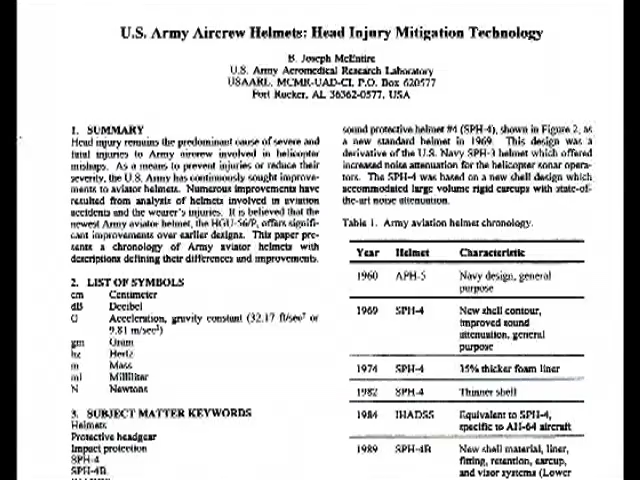 U.S. Army Aircrew Helmets: Head Injury Mitigation Technology
B. Joseph McEntire
U.S. Army Aeromedical Research Laboratory
USAARL, MCMR-UAD-CI, P.O. Box 620577
Fort Rucker, AL 36362-0577, USA
1. SUMMARY
Head injury remains the predominant cause of severe and
fatal injuries to Army aircrew involved in helicopter
mishaps. As a means to prevent injuries or reduce their
severity, the U.S. Army has continuously sought improve-
ments to aviator helmets. Numerous improvements have
resulted from analysis of helmets involved in aviation
accidents and the wearer's injuries. It is believed that the
newest Army aviator helmet, the HGU-56/P, offers signifi-
cant improvements over earlier designs. This paper pre-
sents a chronology of Army aviator helmets with
descriptions defining their differences and improvements.
2. LIST OF SYMBOLS
cm Centimeter
dB Decibel
G Acceleration, gravity constant (32.17 ft/sec² or
9.81 m/sec²)
gm Gram
hz Hertz
m Mass
ml Milliliter
N Newtons
3. SUBJECT MATTER KEYWORDS
Helmets
Protective headgear
Impact protection
SPH-4
SPH-4B
sound protective helmet #4 (SPH-4), shown in Figure 2, as
a new standard helmet in 1969. This design was a
derivative of the U.S. Navy SPH-3 helmet which offered
increased noise attenuation for the helicopter sonar opera-
tors. The SPH-4 was based on a new shell design which
accommodated large volume rigid earcups with state-of-
the-art noise attenuation.
Table 1. Army aviation helmet chronology.
Year Helmet Characteristic
1960 APH-5 Navy design, general
purpose
1969 SPH-4 New shell contour,
improved sound
attenuation, general
purpose
1974 SPH-4 15% thicker foam liner
1982 SPH-4 Thinner shell
1984 IHADSS Equivalent to SPH-4,
specific to AH-64 aircraft
1989 SPH-4B New shell material, liner,
fitting, retention, earcup,
and visor systems (Lower